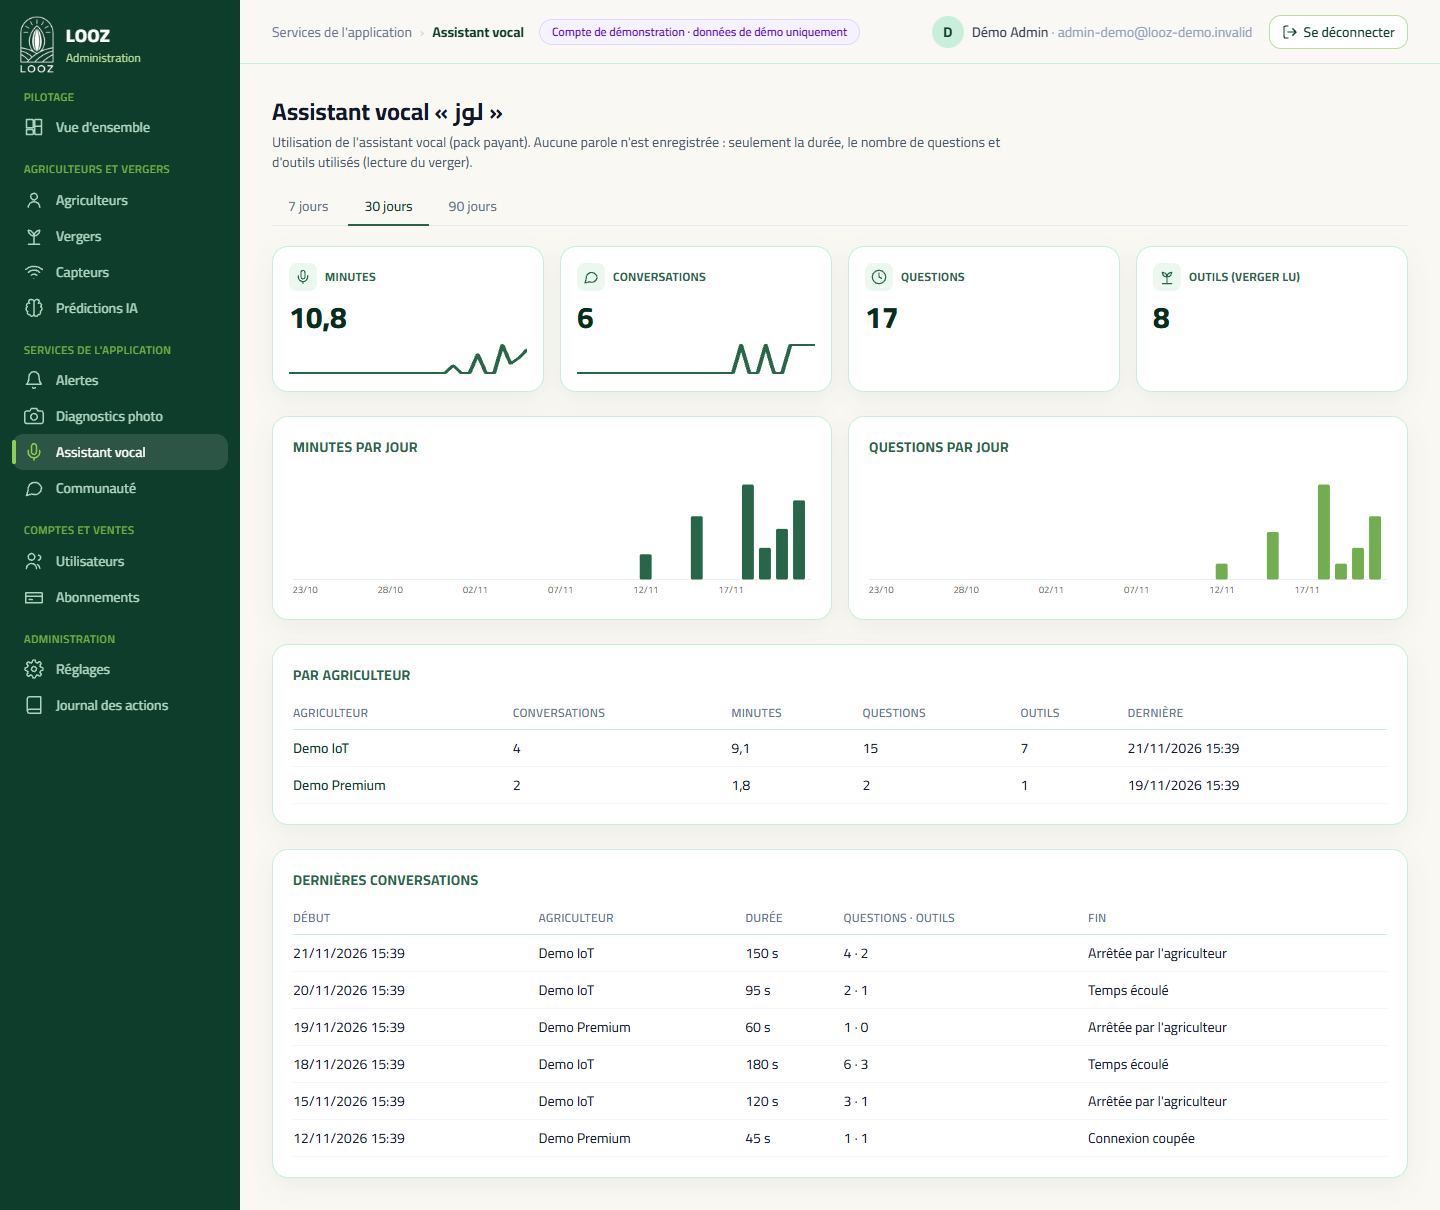 LOOZ
LOOZ
Administration
PILOTAGE
Vue d'ensemble
AGRICULTEURS ET VERGERS
Agriculteurs
Vergers
Capteurs
Prédictions IA
SERVICES DE L'APPLICATION
Alertes
Diagnostics photo
Assistant vocal
Communauté
COMPTES ET VENTES
Utilisateurs
Abonnements
ADMINISTRATION
Réglages
Journal des actions
Services de l'application › Assistant vocal
Compte de démonstration · données de démo uniquement
D
Démo Admin · admin-demo@looz-demo.invalid
Se déconnecter
Assistant vocal « لوز »
Utilisation de l'assistant vocal (pack payant). Aucune parole n'est enregistrée : seulement la durée, le nombre de questions et
d'outils utilisés (lecture du verger).
7 jours 30 jours 90 jours
MINUTES
10,8
CONVERSATIONS
6
QUESTIONS
17
OUTILS (VERGER LU)
8
MINUTES PAR JOUR
23/10 28/10 02/11 07/11 12/11 17/11
QUESTIONS PAR JOUR
23/10 28/10 02/11 07/11 12/11 17/11
PAR AGRICULTEUR
AGRICULTEUR CONVERSATIONS MINUTES QUESTIONS OUTILS DERNIÈRE
Demo IoT 4 9,1 15 7 21/11/2026 15:39
Demo Premium 2 1,8 2 1 19/11/2026 15:39
DERNIÈRES CONVERSATIONS
DÉBUT AGRICULTEUR DURÉE QUESTIONS · OUTILS FIN
21/11/2026 15:39 Demo IoT 150 s 4 · 2 Arrêtée par l'agriculteur
20/11/2026 15:39 Demo IoT 95 s 2 · 1 Temps écoulé
19/11/2026 15:39 Demo Premium 60 s 1 · 0 Arrêtée par l'agriculteur
18/11/2026 15:39 Demo IoT 180 s 6 · 3 Temps écoulé
15/11/2026 15:39 Demo IoT 120 s 3 · 1 Arrêtée par l'agriculteur
12/11/2026 15:39 Demo Premium 45 s 1 · 1 Connexion coupée